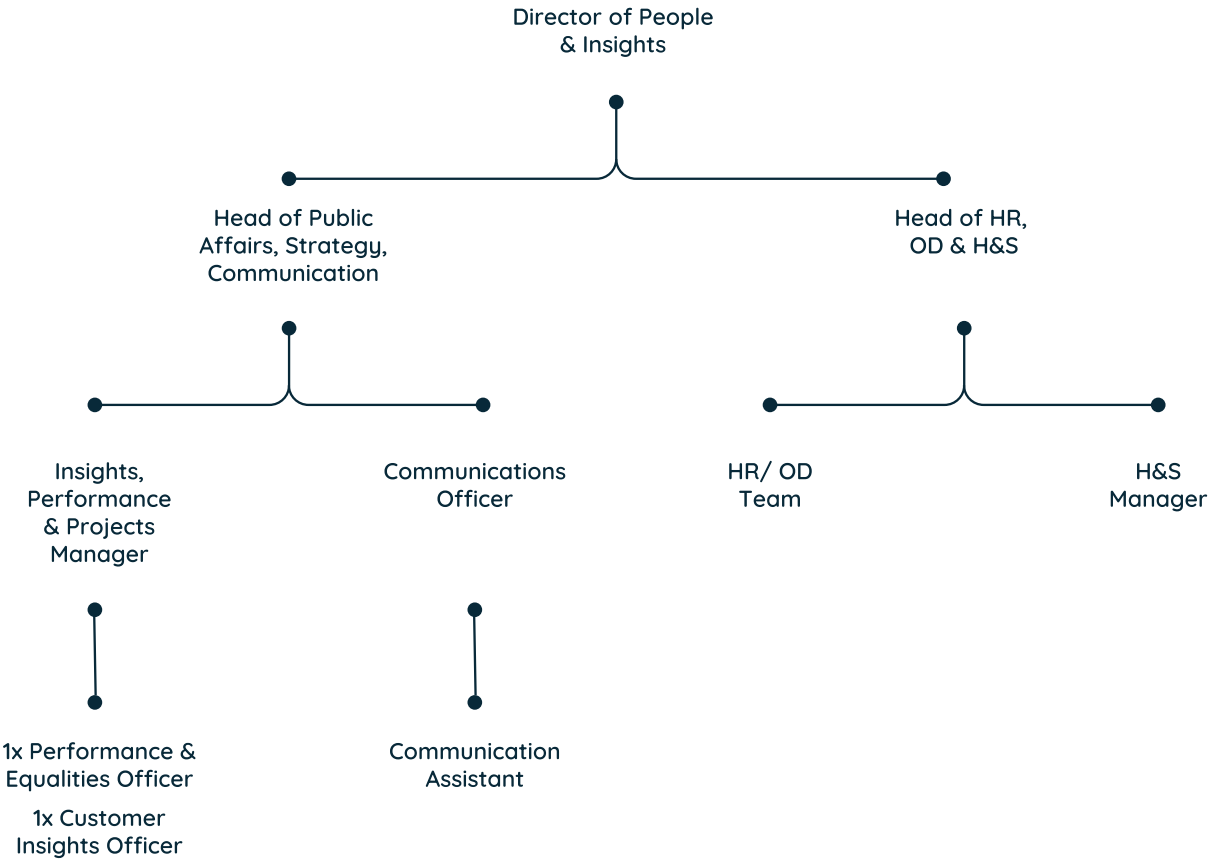 Director of People
& Insights
Head of Public
Affairs, Strategy,
Communication
Head of HR,
OD & H&S
Insights,
Performance
& Projects
Manager
Communications
Officer
HR/ OD
Team
H&S
Manager
1x Performance &
Equalities Officer
1x Customer
Insights Officer
Communication
Assistant